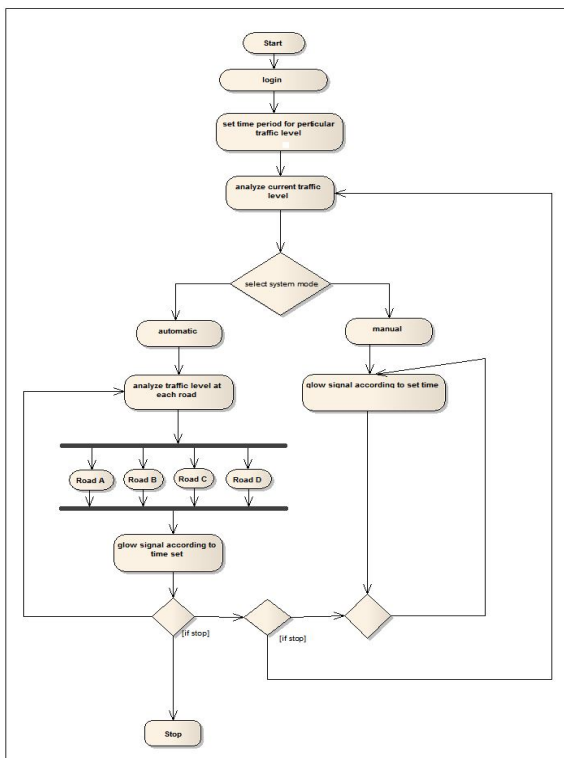 Start
login
set time period for perticular
traffic level
analyze current traffic
level
select system mode
automatic
manual
analyze traffic level at
each road
glow signal according to set time
Road A
Road B
Road C
Road D
glow signal according to
time set
[if stop]
[if stop]
Stop